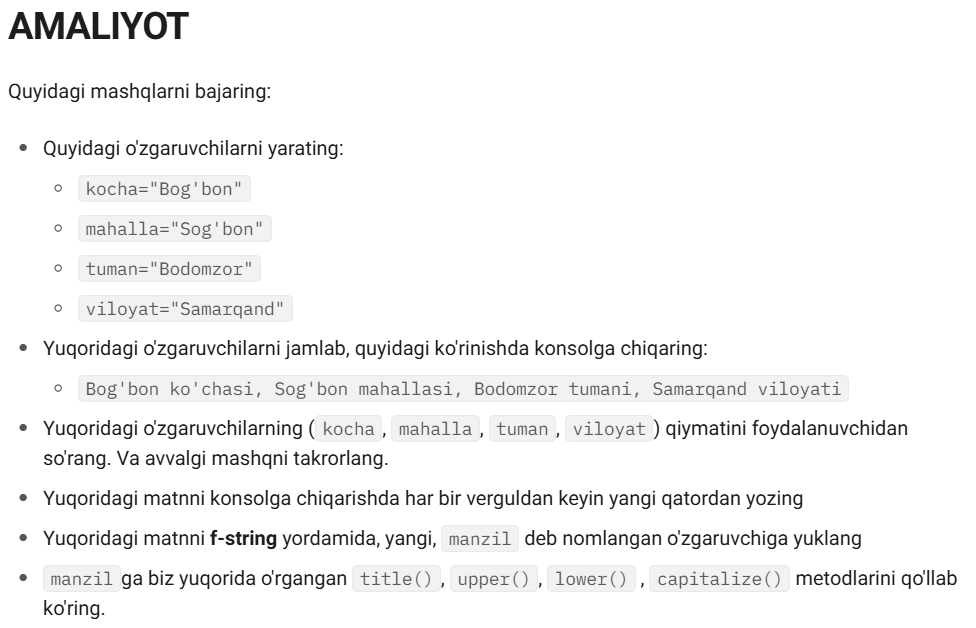 AMALIYOT
Quyidagi mashqlarni bajaring:
Quyidagi o'zgaruvchilarni yarating:
kocha="Bog'bon"
mahalla="Sog'bon"
tuman="Bodomzor"
viloyat="Samarqand"
Yuqoridagi o'zgaruvchilarni jamlab, quyidagi ko'rinishda konsolga chiqaring:
Bog'bon ko'chasi, Sog'bon mahallasi, Bodomzor tumani, Samarqand viloyati
Yuqoridagi o'zgaruvchilarning ( kocha , mahalla , tuman , viloyat ) qiymatini foydalanuvchidan
so'rang. Va avvalgi mashqni takrorlang.
Yuqoridagi matnni konsolga chiqarishda har bir verguldan keyin yangi qatordan yozing
Yuqoridagi matnni f-string yordamida, yangi, manzil deb nomlangan o'zgaruvchiga yuklang
manzil ga biz yuqorida o'rgangan title() , upper() , lower() , capitalize() metodlarini qo'llab
ko'ring.